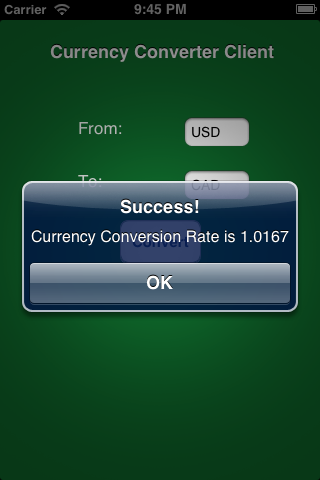 Carrier 9:45 PM
Currency Converter Client
From: USD
To: CAD
Success!
Currency Conversion Rate is 1.0167
Convert
OK